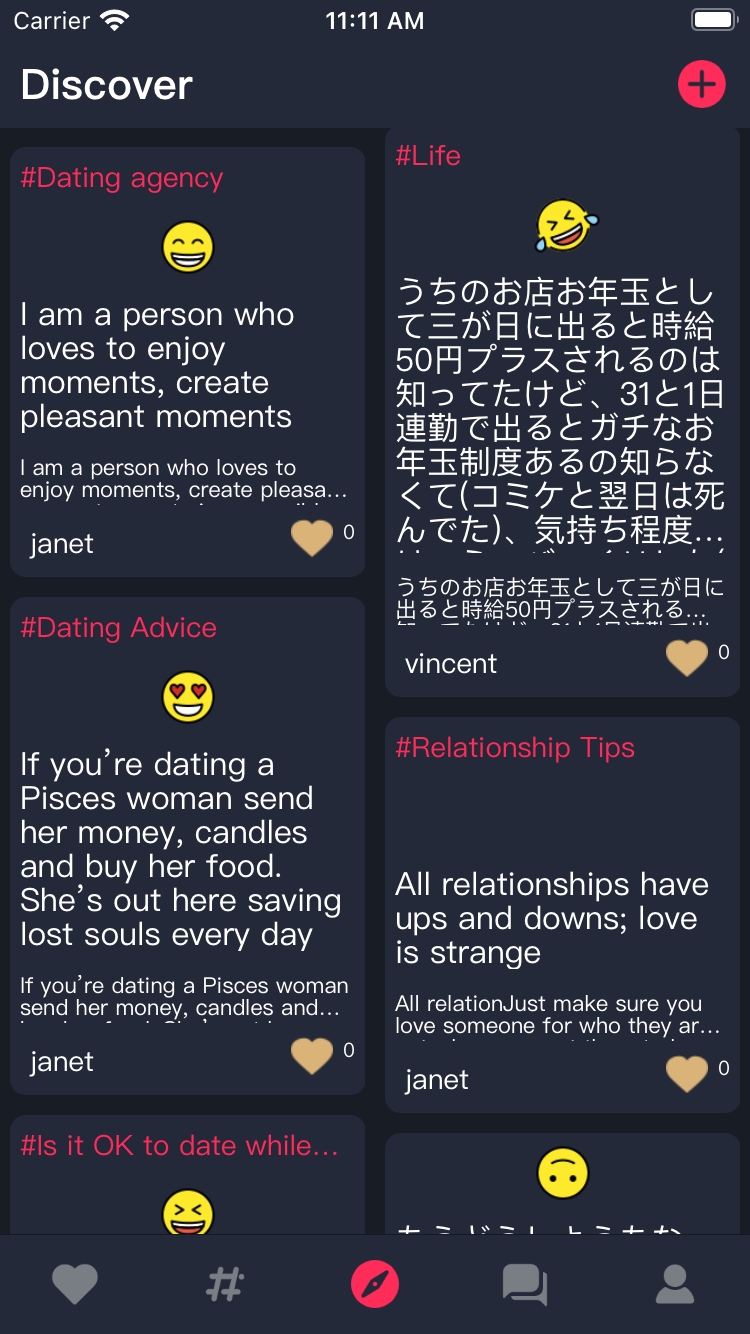 Carrier
11:11 AM
Discover
#Dating agency
I am a person who
loves to enjoy
moments, create
pleasant moments
I am a person who loves to
enjoy moments, create pleasa...
janet
0
#Dating Advice
If you're dating a
Pisces woman send
her money, candles
and buy her food.
She's out here saving
lost souls every day
If you're dating a Pisces woman
send her money, candles and...
janet
0
#Is it OK to date while...
#Life
うちのお店お年玉とし
て三が日に出ると時給
50円プラスされるのは
知ってたけど、31と1日
連勤で出るとガチなお
年玉制度あるの知らな
くて(コミケと翌日は死
んでた)、気持ち程度...
うちのお店お年玉として三が日に
出ると時給50円プラスされる...
vincent
0
#Relationship Tips
All relationships have
ups and downs; love
is strange
All relationJust make sure you
love someone for who they ar...
janet
0